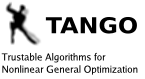 TANGO
Trustable Algorithms for
Nonlinear General Optimization